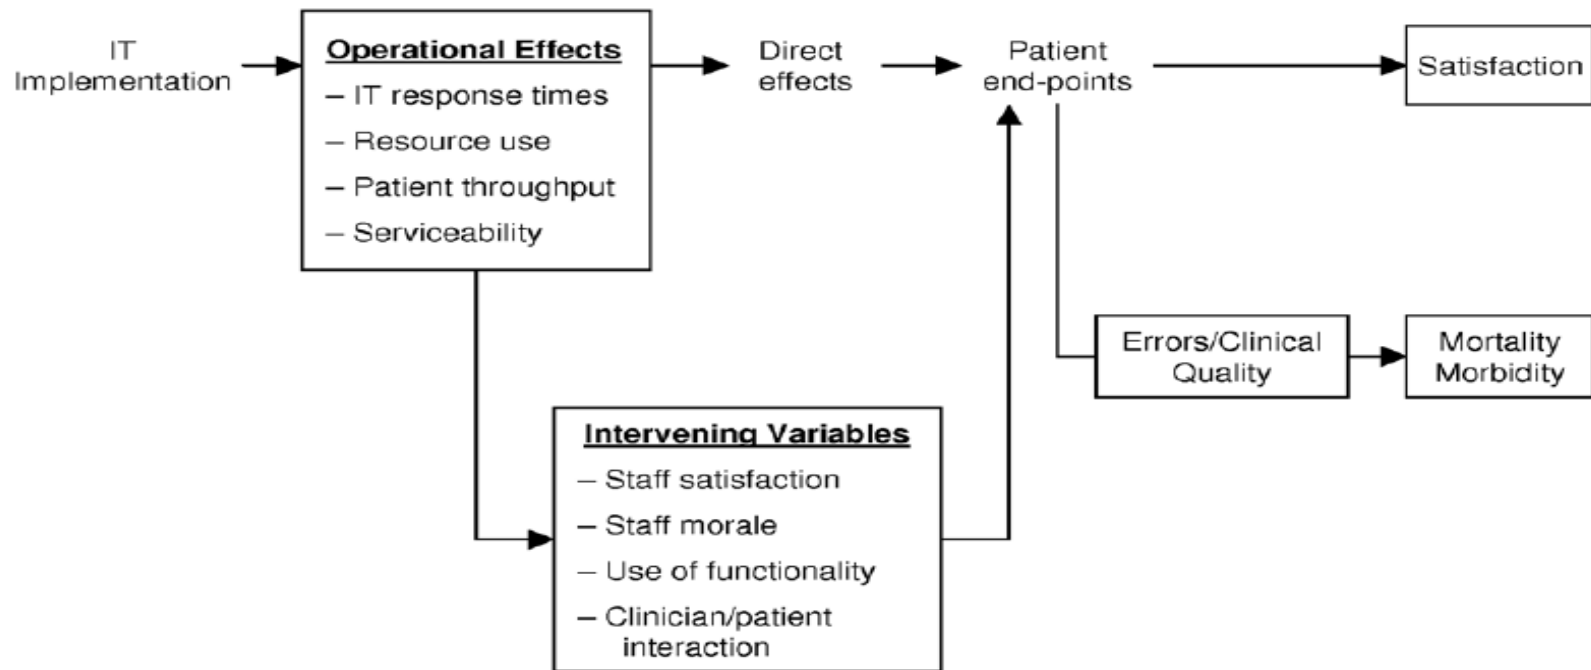 IT
Implementation
Operational Effects
– IT response times
– Resource use
– Patient throughput
– Serviceability
Direct
effects
Patient
end-points
Satisfaction
Errors/Clinical
Quality
Mortality
Morbidity
Intervening Variables
– Staff satisfaction
– Staff morale
– Use of functionality
– Clinician/patient
interaction